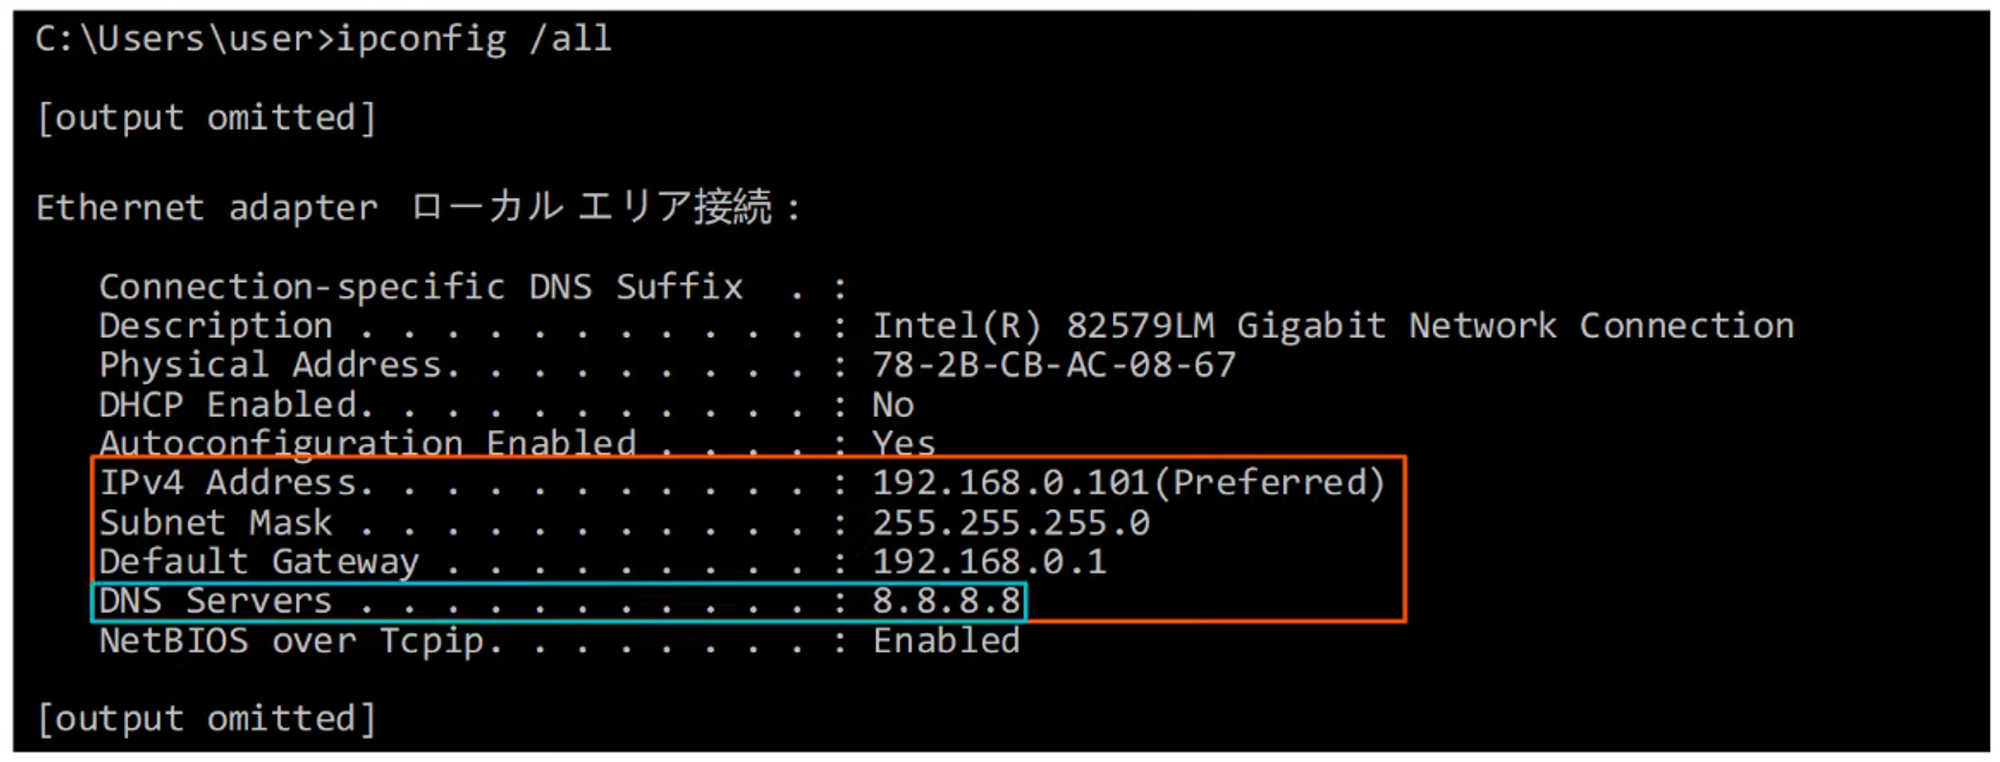 C:\Users\user>ipconfig /all
[output omitted]
Ethernet adapter ローカル エリア接続:
Connection-specific DNS Suffix . :
Description . . . . . . . . . . . : Intel(R) 82579LM Gigabit Network Connection
Physical Address. . . . . . . . . : 78-2B-CB-AC-08-67
DHCP Enabled. . . . . . . . . . . : No
Autoconfiguration Enabled . . . . : Yes
IPv4 Address. . . . . . . . . . . : 192.168.0.101(Preferred)
Subnet Mask . . . . . . . . . . . : 255.255.255.0
Default Gateway . . . . . . . . . : 192.168.0.1
DNS Servers . . . . . . . . . . . : 8.8.8.8
NetBIOS over Tcpip. . . . . . . . : Enabled
[output omitted]